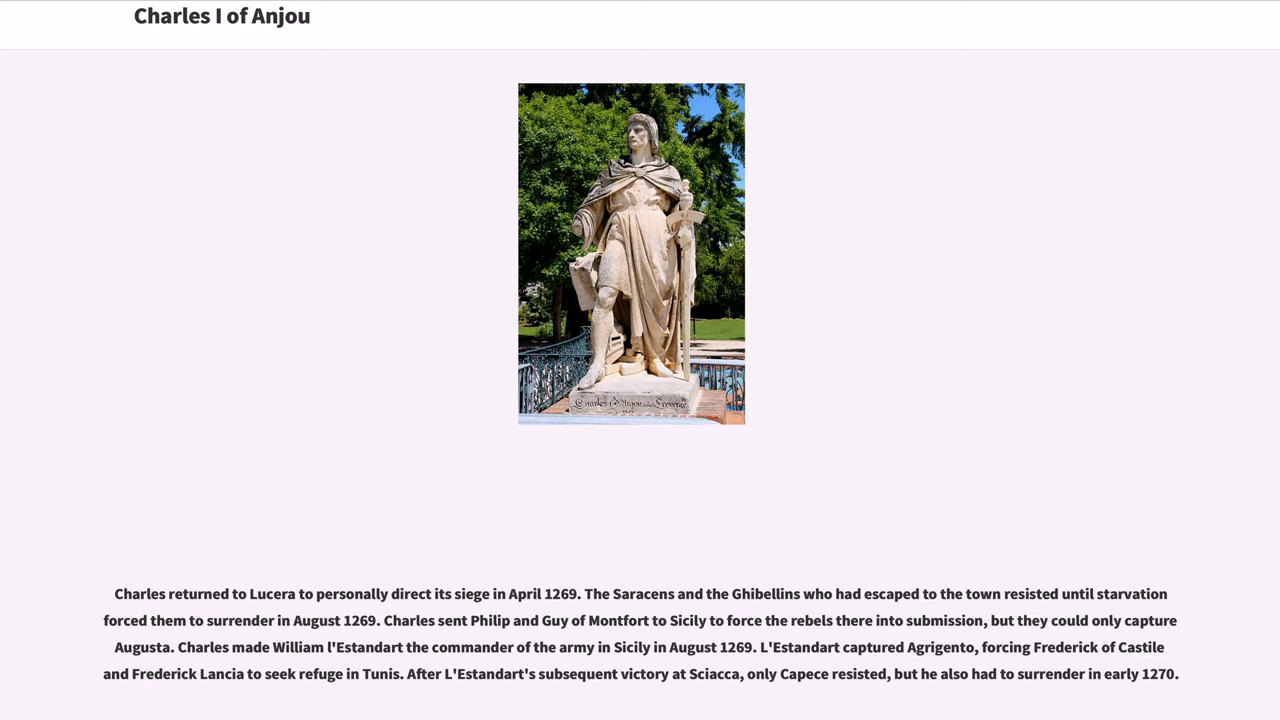 Charles I of Anjou
Charles I d'Anjou
Provence
Charles returned to Lucera to personally direct its siege in April 1269. The Saracens and the Ghibellins who had escaped to the town resisted until starvation
forced them to surrender in August 1269. Charles sent Philip and Guy of Montfort to Sicily to force the rebels there into submission, but they could only capture
Augusta. Charles made William l'Estandart the commander of the army in Sicily in August 1269. L'Estandart captured Agrigento, forcing Frederick of Castile
and Frederick Lancia to seek refuge in Tunis. After L'Estandart's subsequent victory at Sciacca, only Capece resisted, but he also had to surrender in early 1270.